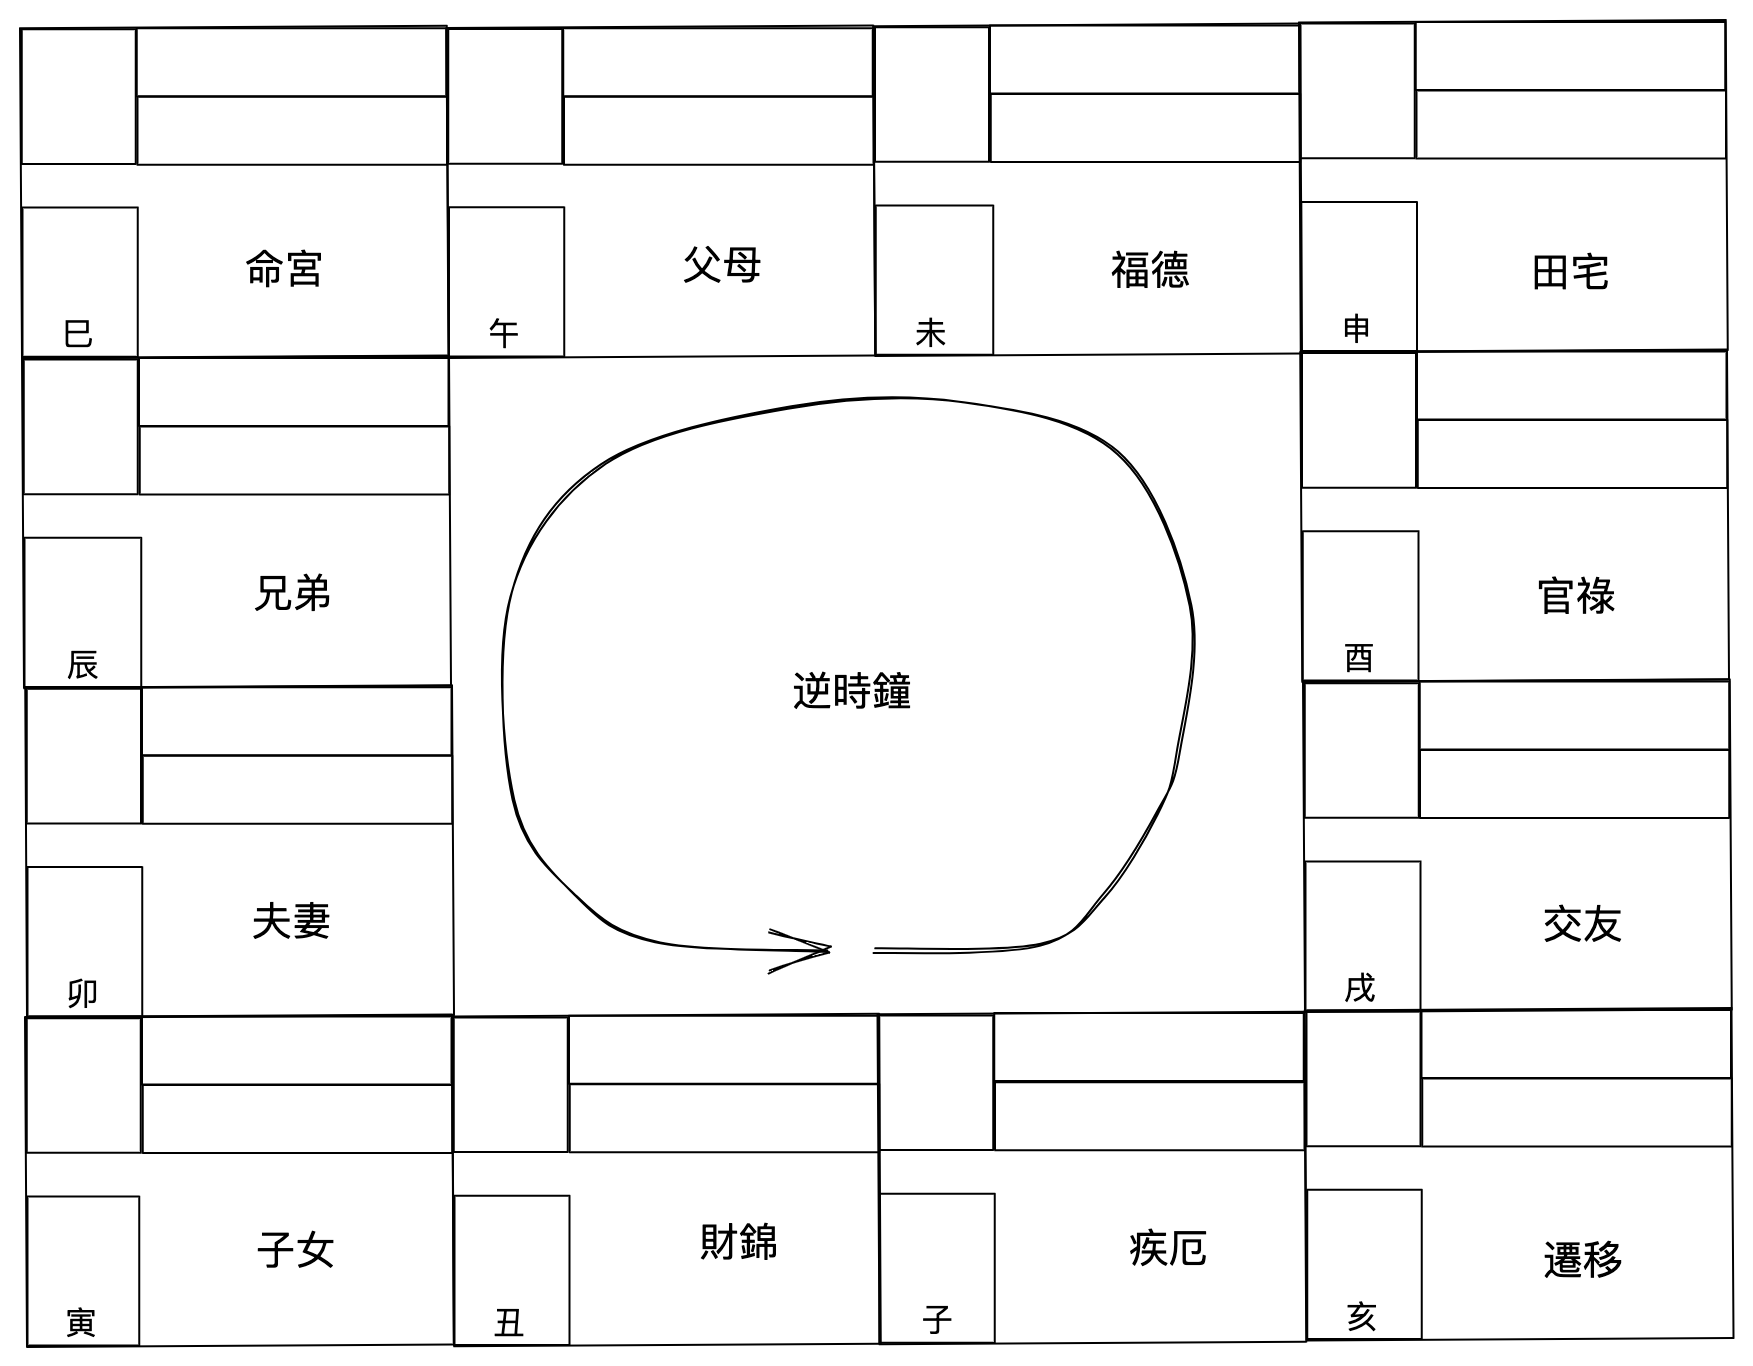 命宮
巳
父母
午
福德
未
田宅
申
兄弟
辰
官祿
酉
逆時鐘
夫妻
卯
交友
戌
子女
寅
財錦
丑
疾厄
子
遷移
亥